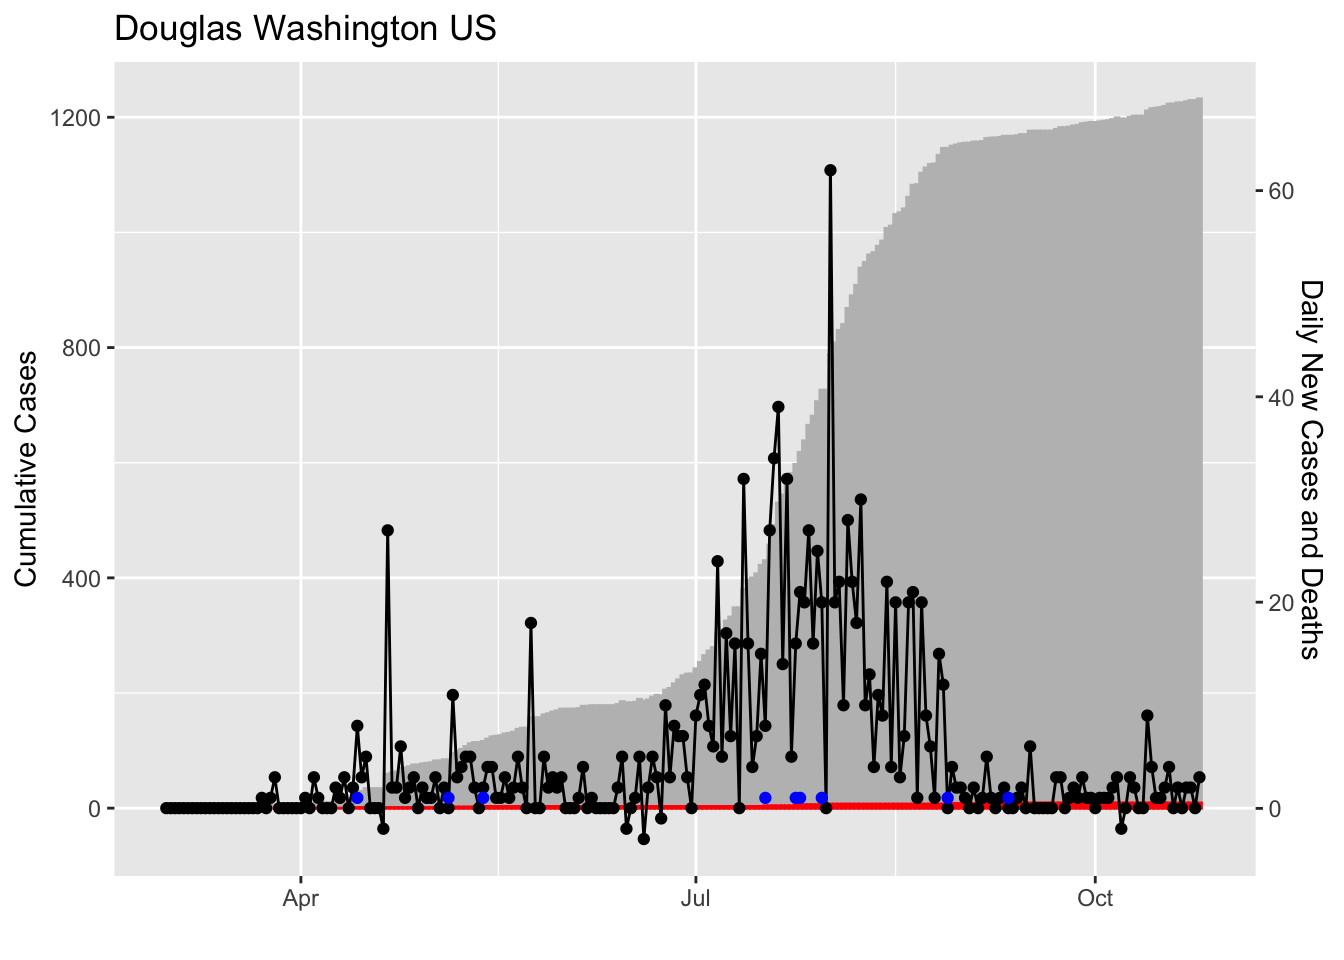 Douglas Washington US
Cumulative Cases
1200
800
400
0
60
40
20
0
Daily New Cases and Deaths
Apr
Jul
Oct